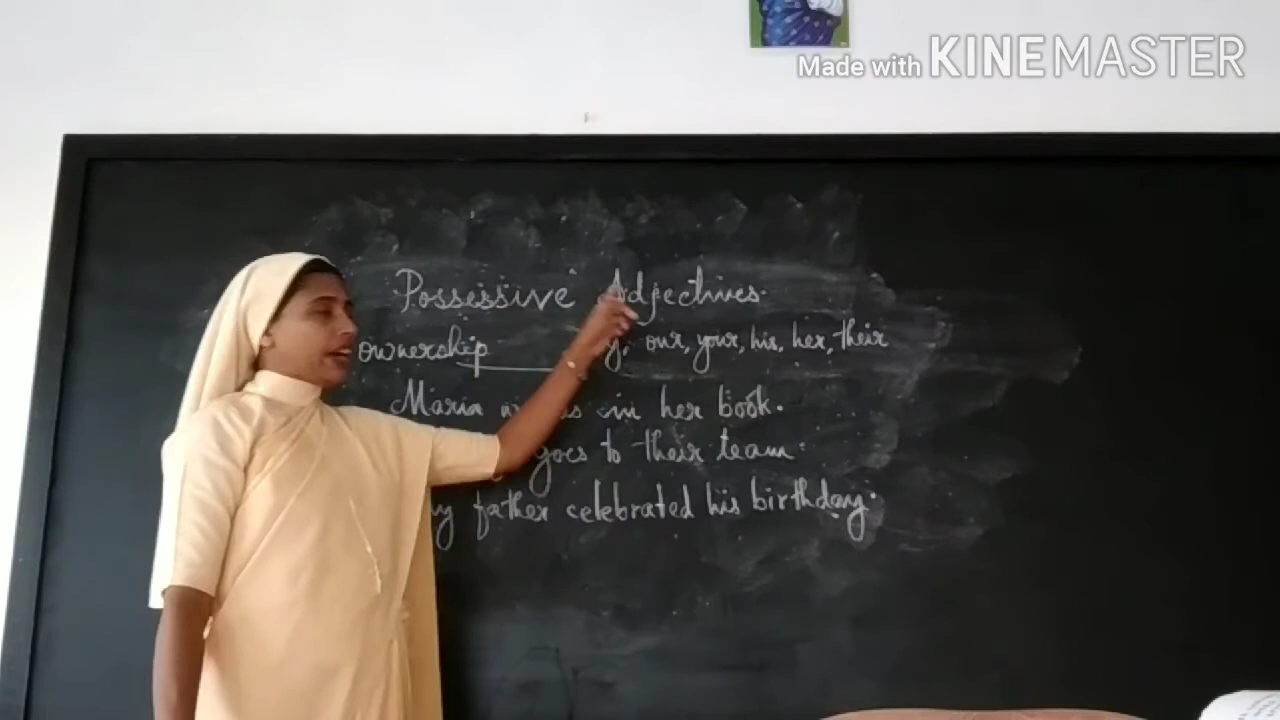 Made with KINEMASTER
Possessive Adjectives.
ownership y, our, your, his, her, their
Maria in her book.
goes to their team.
father celebrated his birthday.